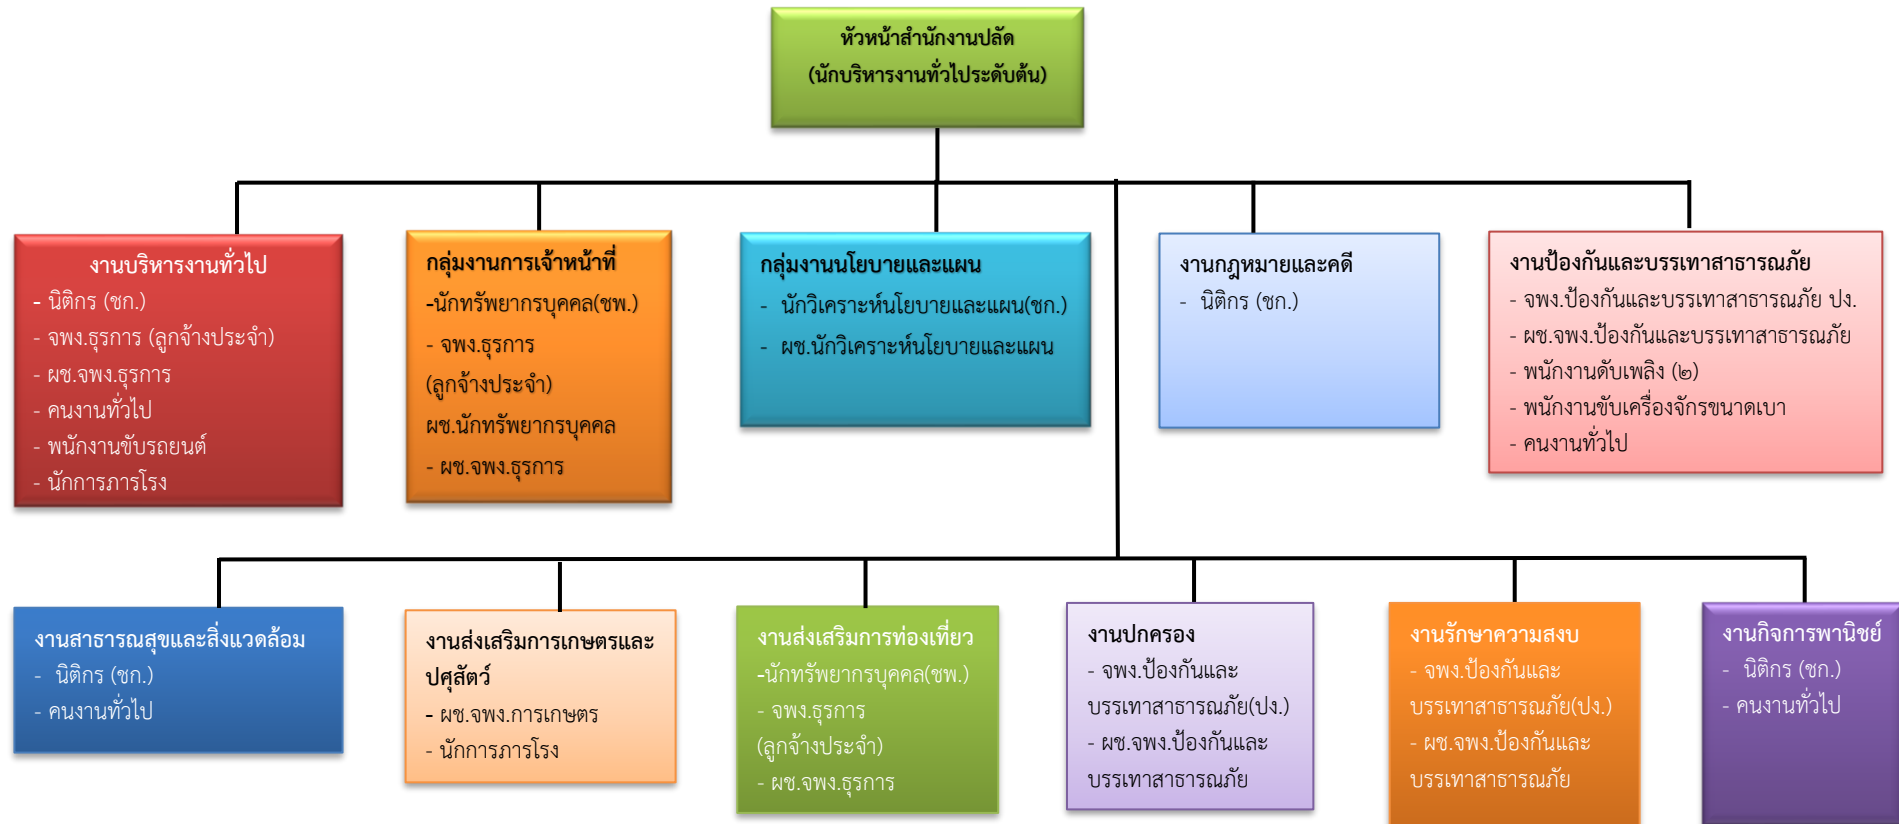 หัวหน้าสำนักงานปลัด
(นักบริหารงานทั่วไประดับต้น)
งานบริหารงานทั่วไป
- นิติกร (ชก.)
- จพง.ธุรการ (ลูกจ้างประจำ)
- ผช.จพง.ธุรการ
- คนงานทั่วไป
- พนักงานขับรถยนต์
- นักการภารโรง
กลุ่มงานการเจ้าหน้าที่
-นักทรัพยากรบุคคล(ชพ.)
- จพง.ธุรการ
(ลูกจ้างประจำ)
ผช.นักทรัพยากรบุคคล
- ผช.จพง.ธุรการ
กลุ่มงานนโยบายและแผน
- นักวิเคราะห์นโยบายและแผน(ชก.)
- ผช.นักวิเคราะห์นโยบายและแผน
งานกฎหมายและคดี
- นิติกร (ชก.)
งานป้องกันและบรรเทาสาธารณภัย
- จพง.ป้องกันและบรรเทาสาธารณภัย ปง.
- ผช.จพง.ป้องกันและบรรเทาสาธารณภัย
- พนักงานดับเพลิง (๒)
- พนักงานขับเครื่องจักรขนาดเบา
- คนงานทั่วไป
งานสาธารณสุขและสิ่งแวดล้อม
- นิติกร (ชก.)
- คนงานทั่วไป
งานส่งเสริมการเกษตรและ
ปศุสัตว์
- ผช.จพง.การเกษตร
- นักการภารโรง
งานส่งเสริมการท่องเที่ยว
-นักทรัพยากรบุคคล(ชพ.)
- จพง.ธุรการ
(ลูกจ้างประจำ)
- ผช.จพง.ธุรการ
งานปกครอง
- จพง.ป้องกันและ
บรรเทาสาธารณภัย(ปง.)
- ผช.จพง.ป้องกันและ
บรรเทาสาธารณภัย
งานรักษาความสงบ
- จพง.ป้องกันและ
บรรเทาสาธารณภัย(ปง.)
- ผช.จพง.ป้องกันและ
บรรเทาสาธารณภัย
งานกิจการพานิชย์
- นิติกร (ชก.)
- คนงานทั่วไป